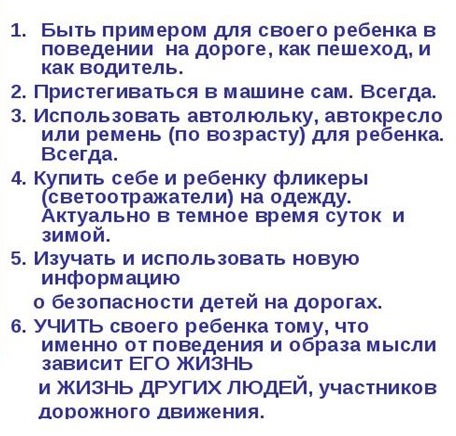 1. Быть примером для своего ребенка в
поведении на дороге, как пешеход, и
как водитель.
2. Пристегиваться в машине сам. Всегда.
3. Использовать автолюльку, автокресло
или ремень (по возрасту) для ребенка.
Всегда.
4. Купить себе и ребенку фликеры
(светоотражатели) на одежду.
Актуально в темное время суток и
зимой.
5. Изучать и использовать новую
информацию
о безопасности детей на дорогах.
6. УЧИТЬ своего ребенка тому, что
именно от поведения и образа мысли
зависит ЕГО ЖИЗНЬ
и ЖИЗНЬ ДРУГИХ ЛЮДЕЙ, участников
дорожного движения.